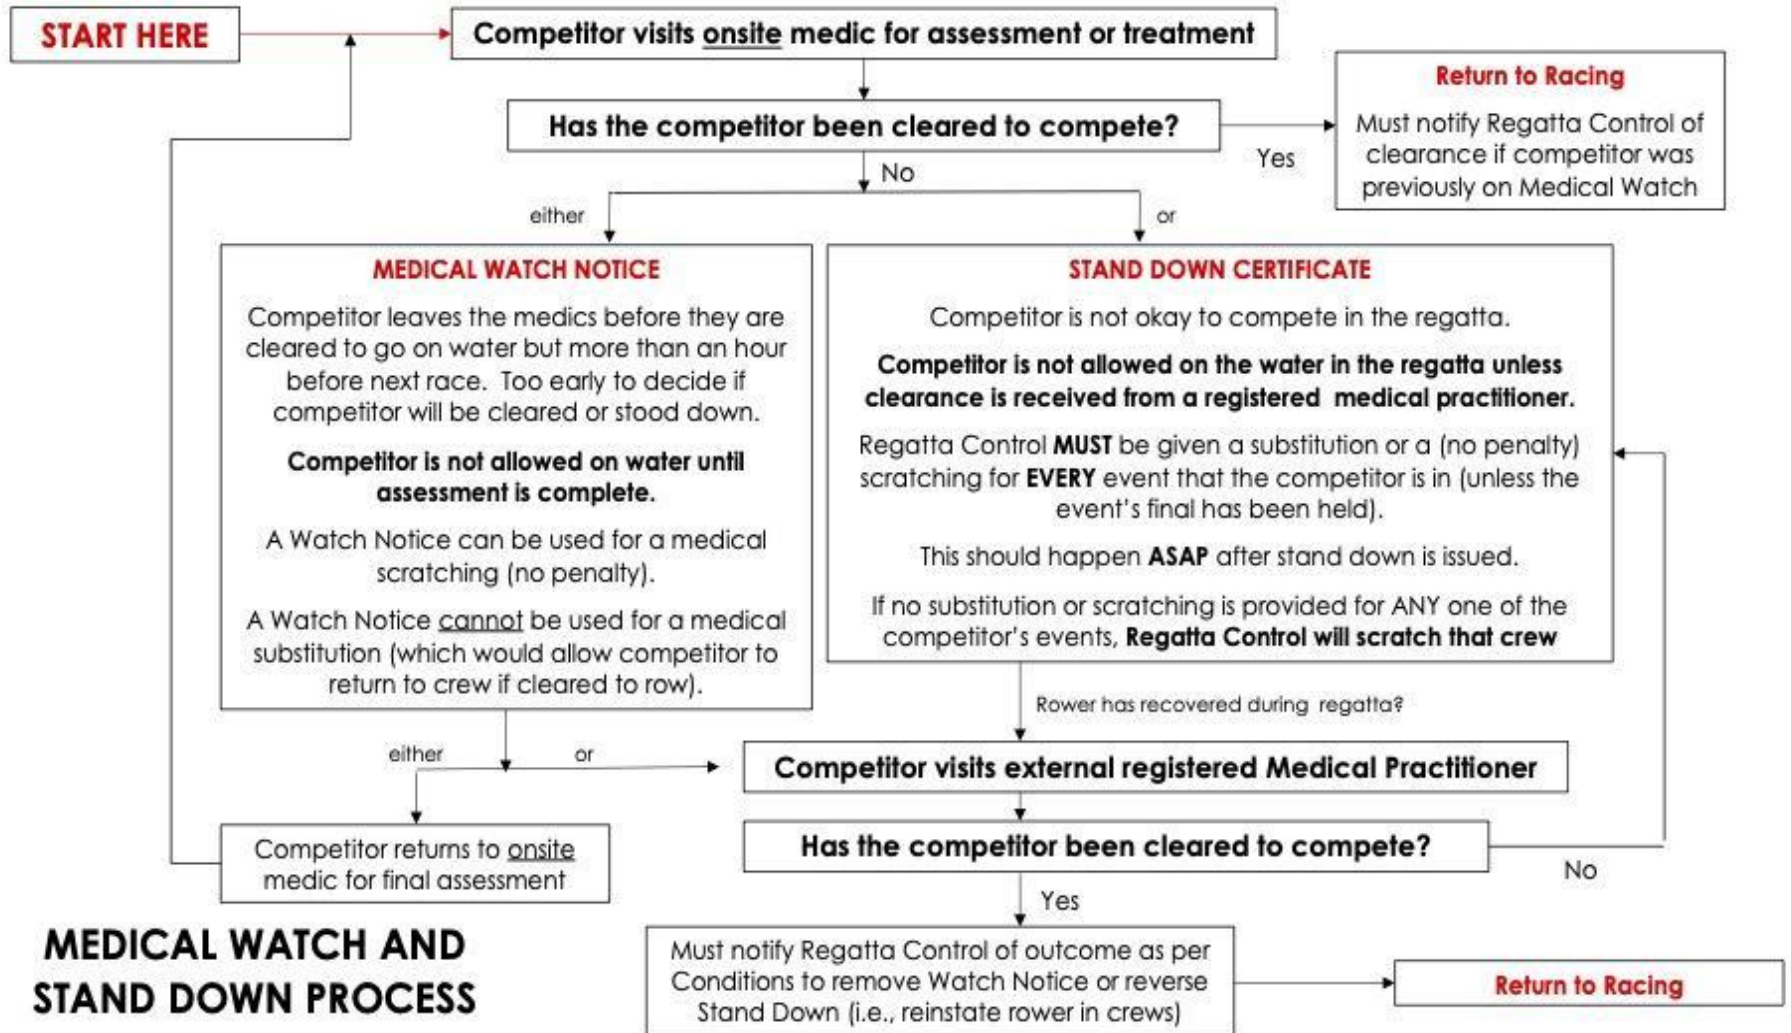 START HERE
Competitor visits onsite medic for assessment or treatment
Return to Racing
Must notify Regatta Control of
clearance if competitor was
previously on Medical Watch
Has the competitor been cleared to compete?
Yes
No
either
or
MEDICAL WATCH NOTICE
Competitor leaves the medics before they are
cleared to go on water but more than an hour
before next race. Too early to decide if
competitor will be cleared or stood down.
Competitor is not allowed on water until
assessment is complete.
A Watch Notice can be used for a medical
scratching (no penalty).
A Watch Notice cannot be used for a medical
substitution (which would allow competitor to
return to crew if cleared to row).
STAND DOWN CERTIFICATE
Competitor is not okay to compete in the regatta.
Competitor is not allowed on the water in the regatta unless
clearance is received from a registered medical practitioner.
Regatta Control MUST be given a substitution or a (no penalty)
scratching for EVERY event that the competitor is in (unless the
event's final has been held).
This should happen ASAP after stand down is issued.
If no substitution or scratching is provided for ANY one of the
competitor's events, Regatta Control will scratch that crew
Rower has recovered during regatta?
either
or
Competitor visits external registered Medical Practitioner
Competitor returns to onsite
medic for final assessment
Has the competitor been cleared to compete?
No
Yes
MEDICAL WATCH AND
STAND DOWN PROCESS
Must notify Regatta Control of outcome as per
Conditions to remove Watch Notice or reverse
Stand Down (i.e., reinstate rower in crews)
Return to Racing